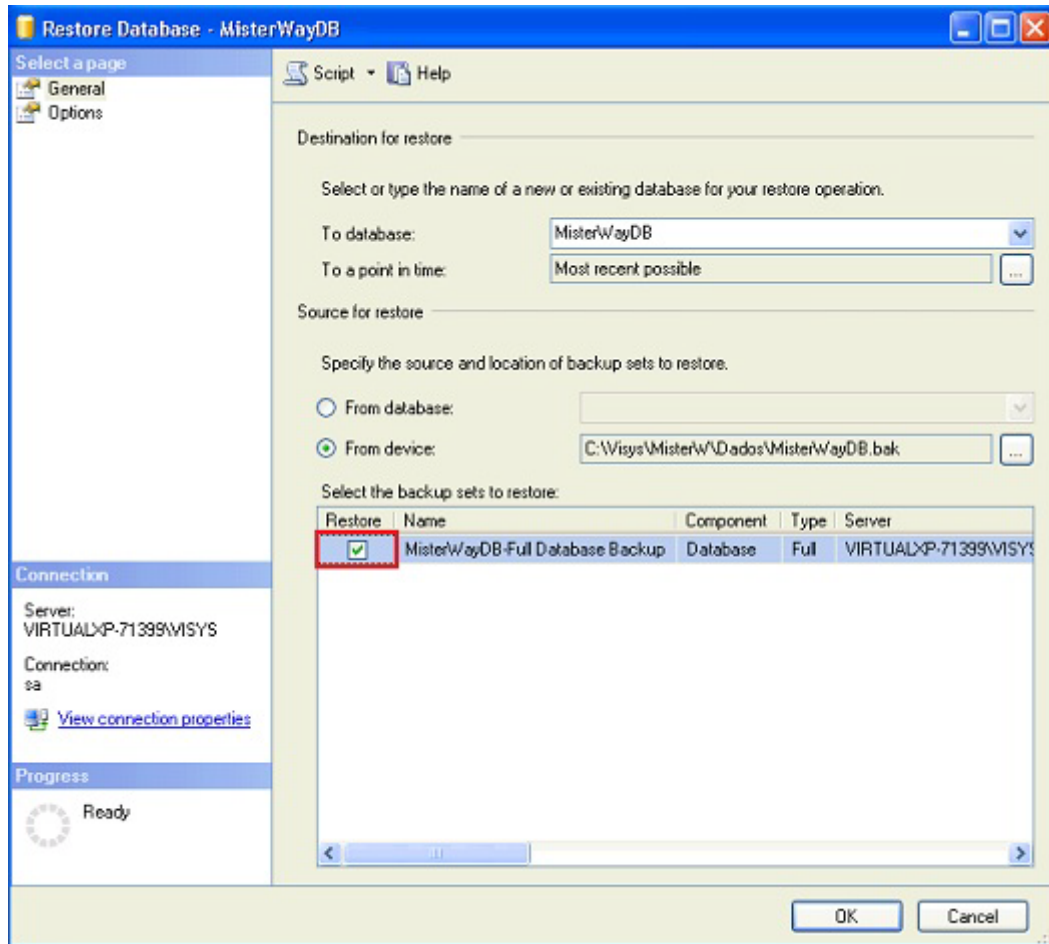 Restore Database - MisterWayDB
Select a page
General
Options
Script
Help
Destination for restore
Select or type the name of a new or existing database for your restore operation.
To database:
MisterWayDB
To a point in time:
Most recent possible
...
Source for restore
Specify the source and location of backup sets to restore.
From database:
From device:
C:\Visys\MisterW\Dados\MisterWayDB.bak
...
Select the backup sets to restore:
Restore Name Component Type Server
MisterWayDB-Full Database Backup Database Full VIRTUALXP-71399\VISYS
Connection
Server:
VIRTUALXP-71399\VISYS
Connection:
sa
View connection properties
Progress
Ready
OK
Cancel